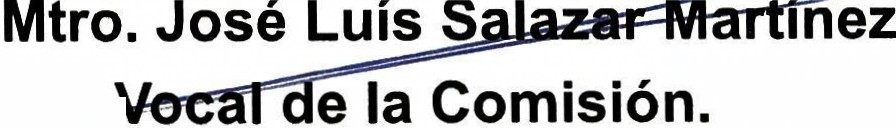 Mtro. José Luís Salazar Martínez
Vocal de la Comisión.